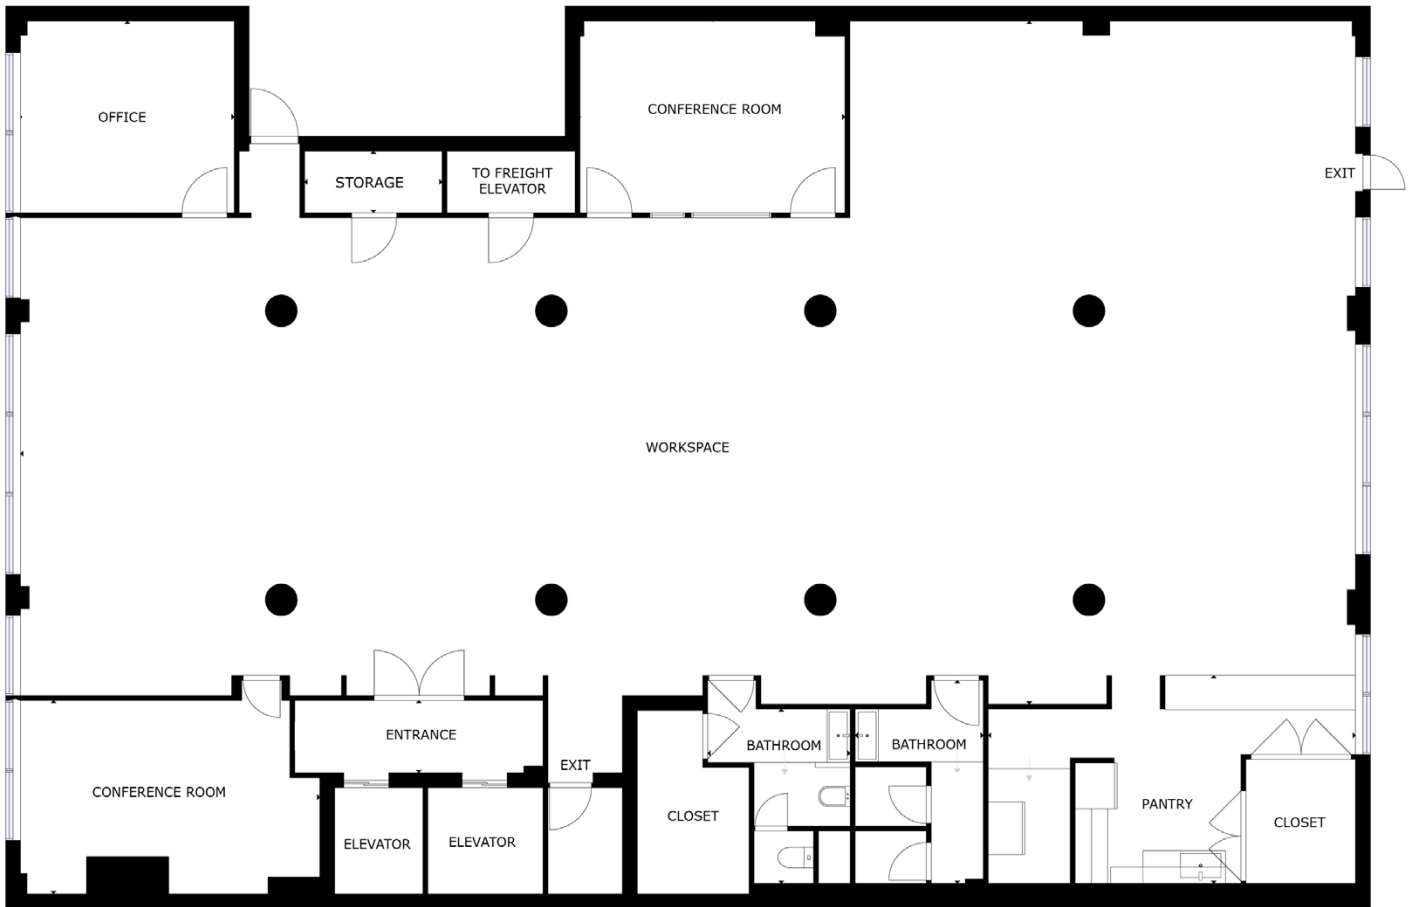 OFFICE
CONFERENCE ROOM
STORAGE
TO FREIGHT
ELEVATOR
EXIT
WORKSPACE
ENTRANCE
BATHROOM
BATHROOM
EXIT
CONFERENCE ROOM
PANTRY
CLOSET
CLOSET
ELEVATOR
ELEVATOR